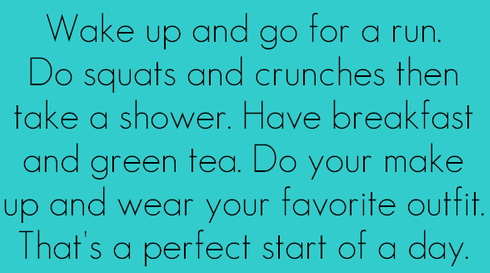 Wake up and go for a run.
Do squats and crunches then
take a shower. Have breakfast
and green tea. Do your make
up and wear your favorite outfit.
That's a perfect start of a day.